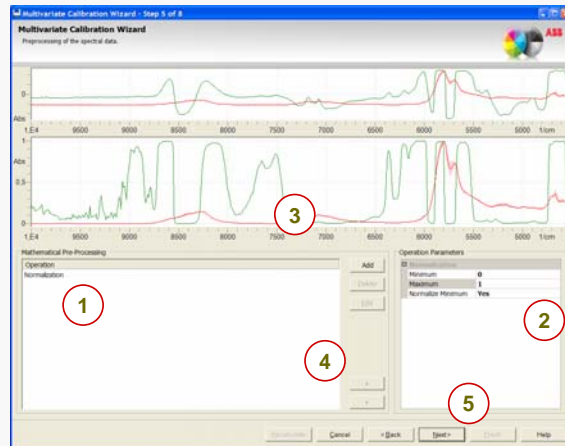 Multivariate Calibration Wizard - Step 5 of 8
Multivariate Calibration Wizard
Preprocessing of the spectral data.
ABB
0
Abs
1,E4 9500 9000 8500 8000 7500 7000 6500 6000 5500 5000 1/cm
1
Abs
0.5
0
3
1,E4 9500 9000 8500 8000 7500 7000 6500 6000 5500 5000 1/cm
Mathematical Pre-Processing
Operation
Normalization
1
Add
Delete
Edit
4
Operation Parameters
Normalization
Minimum 0
Maximum 1
Normalize Minimum Yes
2
5
Cancel
<Back
Next>
Finish
Help